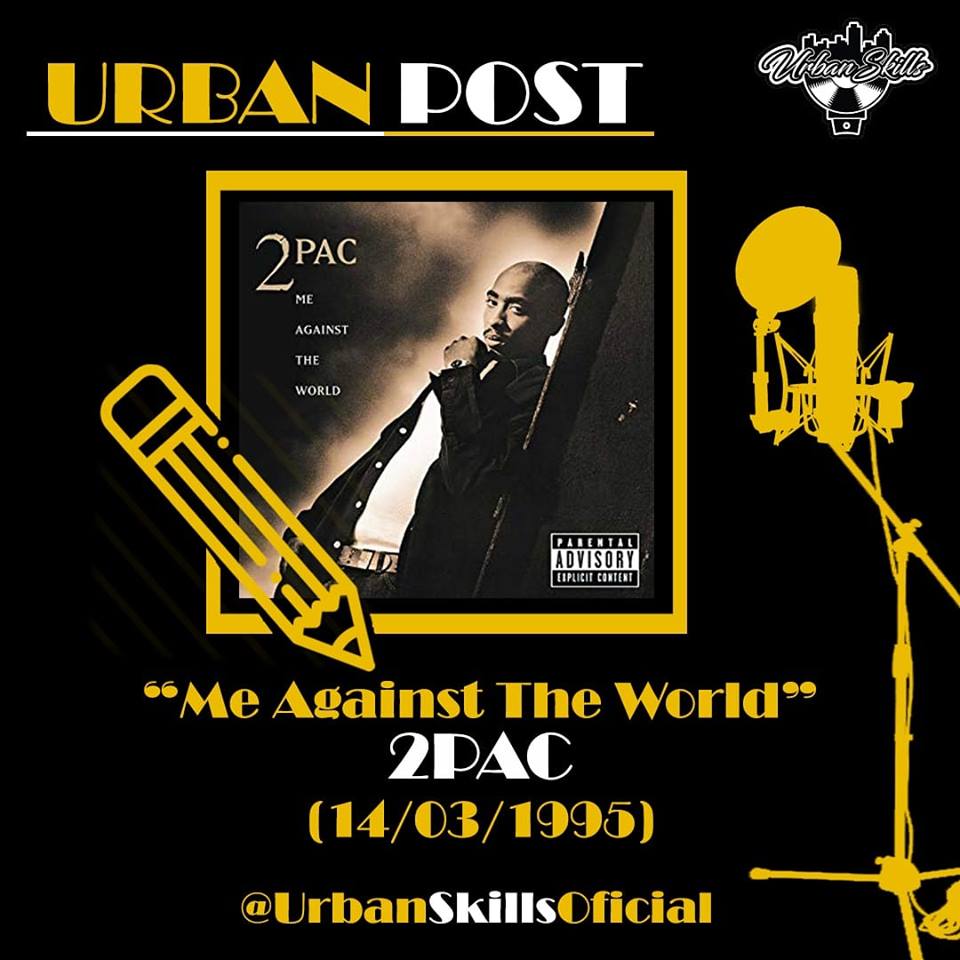 URBAN POST
Urban Skills
2PAC
ME
AGAINST
THE
WORLD
PARENTAL
ADVISORY
EXPLICIT CONTENT
“Me Against The World”
2PAC
(14/03/1995)
@UrbanSkillsOficial